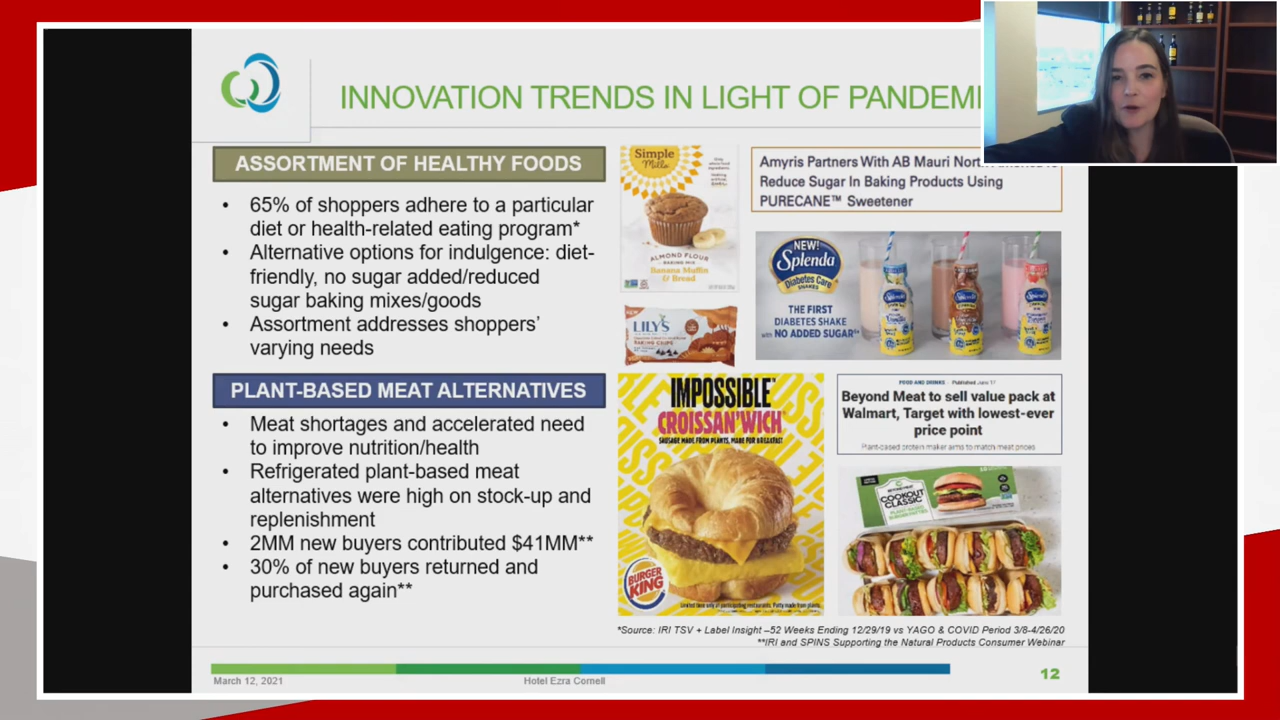 INNOVATION TRENDS IN LIGHT OF PANDEMI
ASSORTMENT OF HEALTHY FOODS
• 65% of shoppers adhere to a particular
diet or health-related eating program*
• Alternative options for indulgence: diet-
friendly, no sugar added/reduced
sugar baking mixes/goods
• Assortment addresses shoppers'
varying needs
PLANT-BASED MEAT ALTERNATIVES
• Meat shortages and accelerated need
to improve nutrition/health
• Refrigerated plant-based meat
alternatives were high on stock-up and
replenishment
• 2MM new buyers contributed $41MM**
• 30% of new buyers returned and
purchased again**
Simple
Mills
ALMOND FLOUR
BAKING MIX
Banana Muffin
& Bread
LILY'S
BAKING CHIPS
Amyris Partners With AB Mauri Nort
Reduce Sugar In Baking Products Using
PURECANE™ Sweetener
NEW!
Splenda
Diabetes Care
SHAKES
THE FIRST
DIABETES SHAKE
with NO ADDED SUGAR
IMPOSSIBLE™
CROISSAN'WICH
SAUSAGE MADE FROM PLANTS. MADE FOR BREAKFAST
BURGER
KING
FOOD AND DRINKS - Published June 17
Beyond Meat to sell value pack at
Walmart, Target with lowest-ever
price point
Plant-based protein maker aims to match meat prices
BEYOND MEAT
COOKOUT
CLASSIC
PLANT-BASED
BURGER PATTIES
*Source: IRI TSV + Label Insight –52 Weeks Ending 12/29/19 vs YAGO & COVID Period 3/8-4/26/20
**IRI and SPINS Supporting the Natural Products Consumer Webinar
March 12, 2021
Hotel Ezra Cornell
12